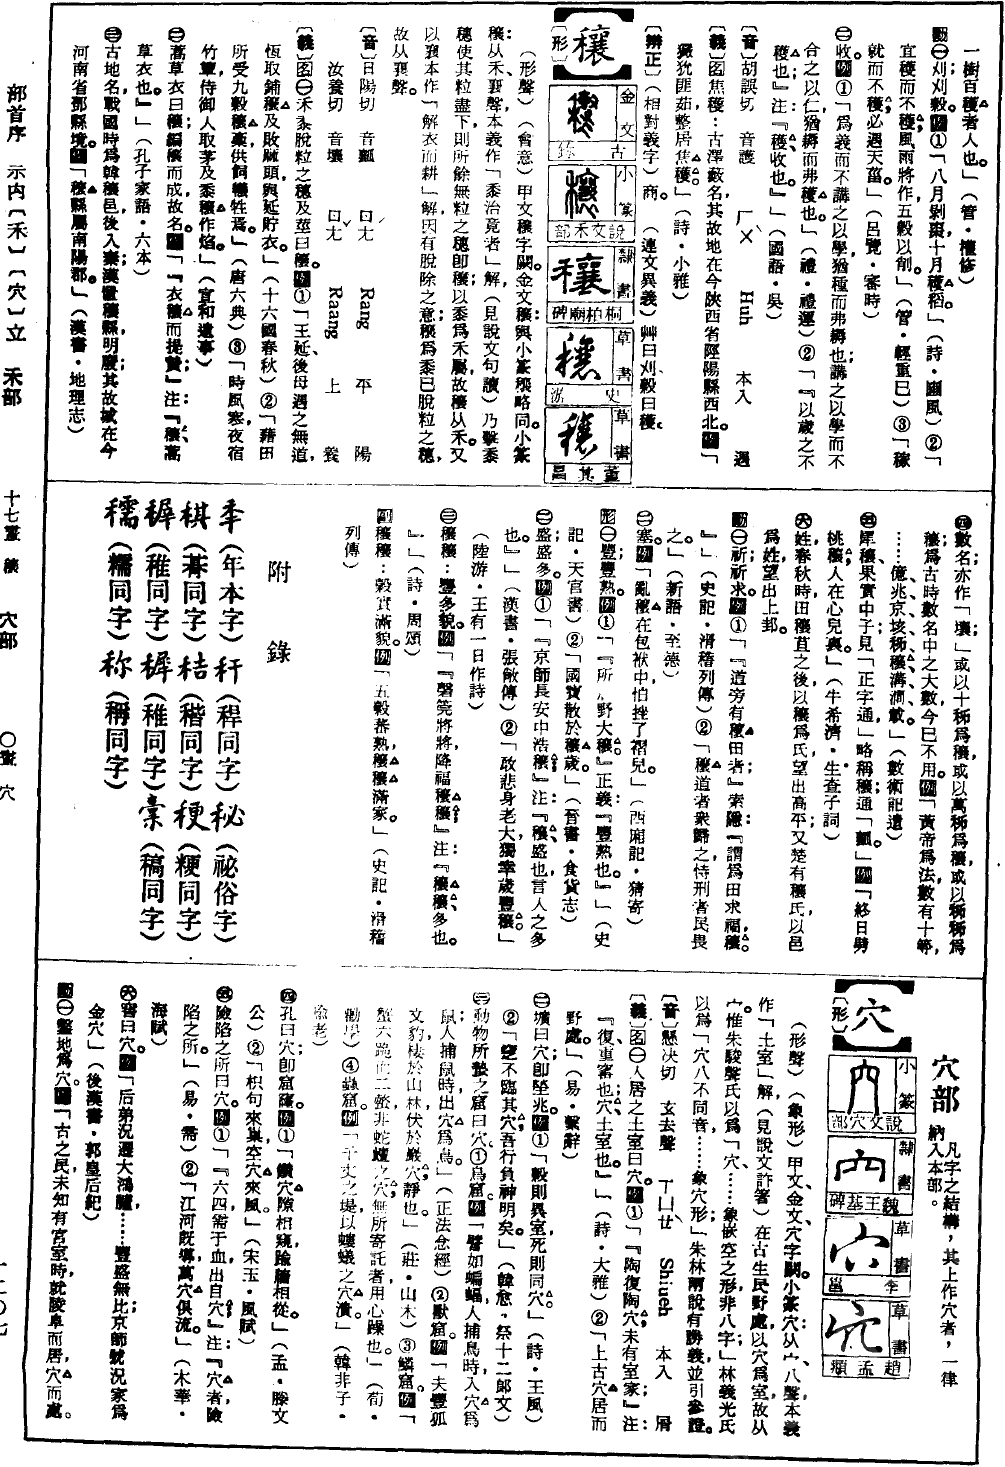 一樹百穫者人也。」（管・權修）
動㊀刈刈穀例①「八月剝棗十月穫稻。」（詩・豳風）②「
宜穫而不穫風雨將作五穀以削。」（管・輕重巳）③「稼
就而不穫必遇天菑。」（呂覽・審時）
㊁收。例①「爲義而不講之以學猶種而弗耨也；講之以學而不
合之以仁猶耨而弗穫也。」（禮・禮運）②「『以歲之不
穫也』注『穫收也。』」（國語・吳）
〔音〕胡誤切　音護　ㄏㄨˋ　Huh　本入　遇
〔義〕名焦穫：古澤藪名其故地在今陝西省涇陽縣西北。例「
玁狁匪茹，整居焦穫。」（詩・小雅）
〔辨正〕（相對義字）商。（連文異義）艸曰刈、穀曰穫。
【穰】
〔形〕
金文　古鉢
小篆　說文禾部
隸書　桐柏廟碑
草書　史游
草書　董其昌
（形聲）（會意）甲文穰字闕。金文穰與小篆穰略同。小篆
穰从禾、襄聲、本義作「黍治竟者」解（見說文句讀）乃擊黍
穗使其粒盡下則所餘無粒之穗卽穰；以黍爲禾屬故穰从禾。又
以襄本作「解衣而耕」解因有脫除之意穰爲黍已脫粒之穗，
故从襄聲。
〔音〕日陽切　音瓤　ㄖㄤˊ　Rang　平　陽
汝養切　音壤　ㄖㄤˇ　Raang　上　養
〔義〕名㊀禾黍脫粒之穗及莖曰穰。例①「王延後母遇之無道，
恆取鋪穰及敗蔴頭與延貯衣。」（十六國春秋）②「藉田
所受九穀穰藁供飼犧牲焉。」（唐六典）③「時風寒夜宿
竹簟侍御人取茅及黍穰作焰。」（宣和遺事）
㊁蒿草衣曰穰編穰而成故名。例「『衣穰而提贄』注『穰蒿
草衣也。』」（孔子家語・六本）
㊂古地名戰國時爲韓穰邑後入秦漢置穰縣明廢其故城在今
河南省鄧縣境。例「穰縣屬南陽郡。」（漢書・地理志）
㊃數名亦作「壤」或以十秭爲穰，或以萬秭爲穰，或以秭秭爲
穰爲古時數名中之大數今已不用。例「黃帝爲法數有十等，
……億、兆、京、垓、秭、穰、溝、澗、載。」（數術記遺）
㊄犀穰果實中子見「正字通」略稱穰通「瓤。」例「終日劈
桃穰人在心兒裏。」（牛希濟・生查子詞）
㊅姓春秋時田穰苴之後以穰爲氏望出高平；又楚有穰氏以邑
爲姓望出上邽。
動㊀祈；祈求。例①「『道旁有穰田者』索隱：『謂爲田求福穰。
』」（史記・滑稽列傳）②「穰道者衆歸之恃刑者民畏
之。」（新語・至德）
㊁塞。例「亂穰在包袱中怕挫了褶兒」（西廂記・猜寄）
形㊀豐；豐熟。例①「『所居野大穰。』正義『豐熟也。』」（史
記・天官書）②「國寶散於穰歲。」（晉書・食貨志）
㊁盛；盛多。例①「『京師長安中浩穰』注：『穰盛也，言人之多
也。』」（漢書・張敞傳）②「敢悲身老大獨幸歲豐穰。」
（陸游・王有一日作詩）
㊂穰穰：豐多貌。例「『磬筦將將，降福穰穰』注：『穰穰多也。
』」（詩・周頌）
副穰穰：穀實滿貌。例「五穀蕃熟，穰穰滿家。」（史記・滑稽
列傳）
附　錄
秊（年本字）秆（稈同字）秘（祕俗字）
棋（朞同字）秸（稭同字）稉（粳同字）
稺（稚同字）穉（稚同字）稾（稿同字）
穤（糯同字）称（稱同字）
穴部　凡字之結構，其上作穴者，一律
納入本部。
【穴】
〔形〕
小篆　說文穴部
隸書　魏王基碑
草書　李邕
草書　趙孟頫
（形聲）（象形）甲文、金文、穴字闕。小篆穴：从宀、八聲、本義
作「土室」解（見說文許著）在古生民野處以穴爲室故从
宀惟朱駿聲氏以爲「穴……象嵌空之形，非八字」林義光氏
以爲「穴八不同音……象穴形」朱林兩說有勝義，並引參證。
〔音〕懸決切　玄去聲　ㄒㄩㄝˋ　Shiueh　本入　屑
〔義〕名㊀人居之土室曰穴。例①「『陶復陶穴，未有室家』注：
『復，重窰也；穴，土室也。』」（詩・大雅）②「上古穴居而
野處。」（易・繫辭）
㊁壙曰穴卽塋兆。例①「穀則異室，死則同穴。」（詩・王風）
②「窆不臨其穴，吾行負神明矣。」（韓愈・祭十二郎文）
㊂動物所蟄之窟曰穴。①鳥窟。例「譬如蝙蝠，人捕鳥時，入穴爲
鼠；人捕鼠時，出穴爲鳥。」（正法念經）②獸窟。例「夫豐狐
文豹，棲於山林，伏於巖穴，靜也。」（莊・山木）③鱗窟。例「
蟹六跪而二螯，非蛇蟺之穴，無所寄託者，用心躁也。」（荀・
勸學）④蟲窟。例「千丈之堤，以螻蟻之穴潰。」（韓非子・
喻老）
㊃孔曰穴卽窟窿。例①「鑽穴隙相窺，踰牆相從。」（孟・滕文
公）②「枳句來巢，空穴來風。」（宋玉・風賦）
㊄險陷之所曰穴。例①「『六四需于血，出自穴』注：『穴者，險
陷之所。』」（易・需）②「江河旣導，萬穴俱流。」（木華・
海賦）
㊅窖曰穴。例「后弟況遷大鴻臚……豐盛無比，京師號況家爲
金穴」（後漢書・郭皇后紀）
動㊀鑿地爲穴。例「古之民，未知有宮室時，就陵阜而居，穴而處。
部首序　示內〔禾〕〔穴〕立　禾部　十七畫　穰　穴部　〇畫　穴　一二〇七